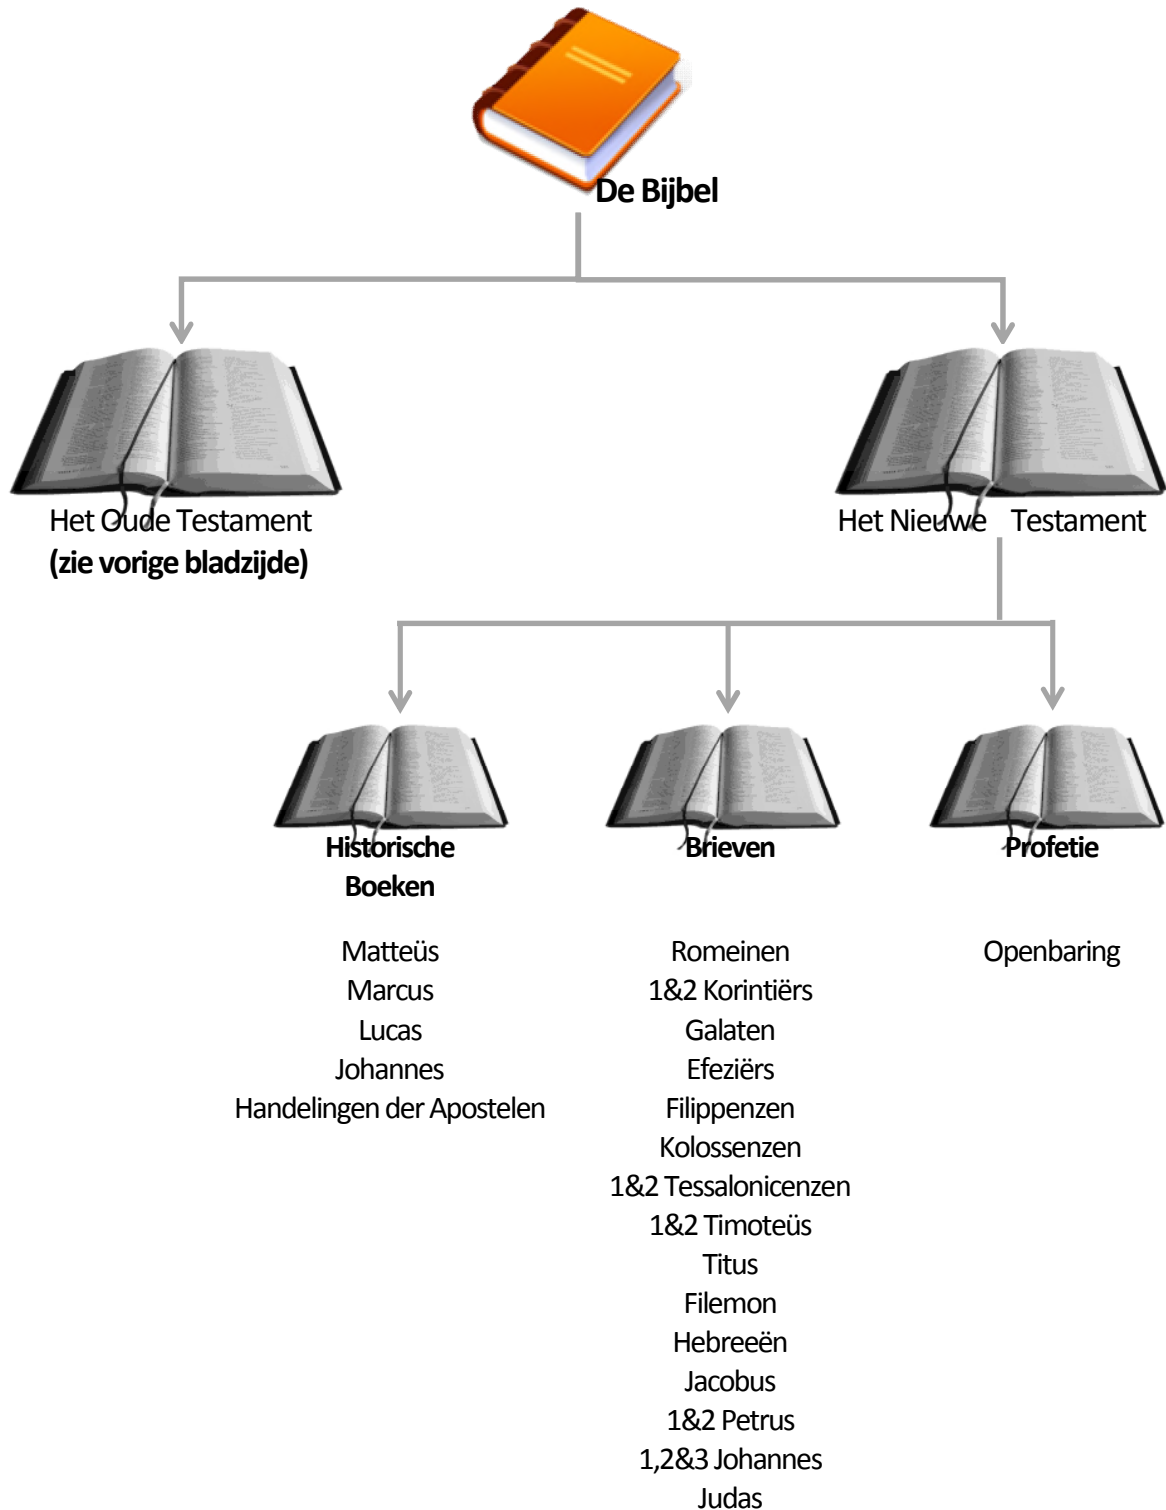 De Bijbel
Het Oude Testament
(zie vorige bladzijde)
Het Nieuwe Testament
Historische
Boeken
Matteüs
Marcus
Lucas
Johannes
Handelingen der Apostelen
Brieven
Romeinen
1&2 Korintiërs
Galaten
Efeziërs
Filippenzen
Kolossenzen
1&2 Tessalonicenzen
1&2 Timoteüs
Titus
Filemon
Hebreeën
Jacobus
1&2 Petrus
1,2&3 Johannes
Judas
Profetie
Openbaring